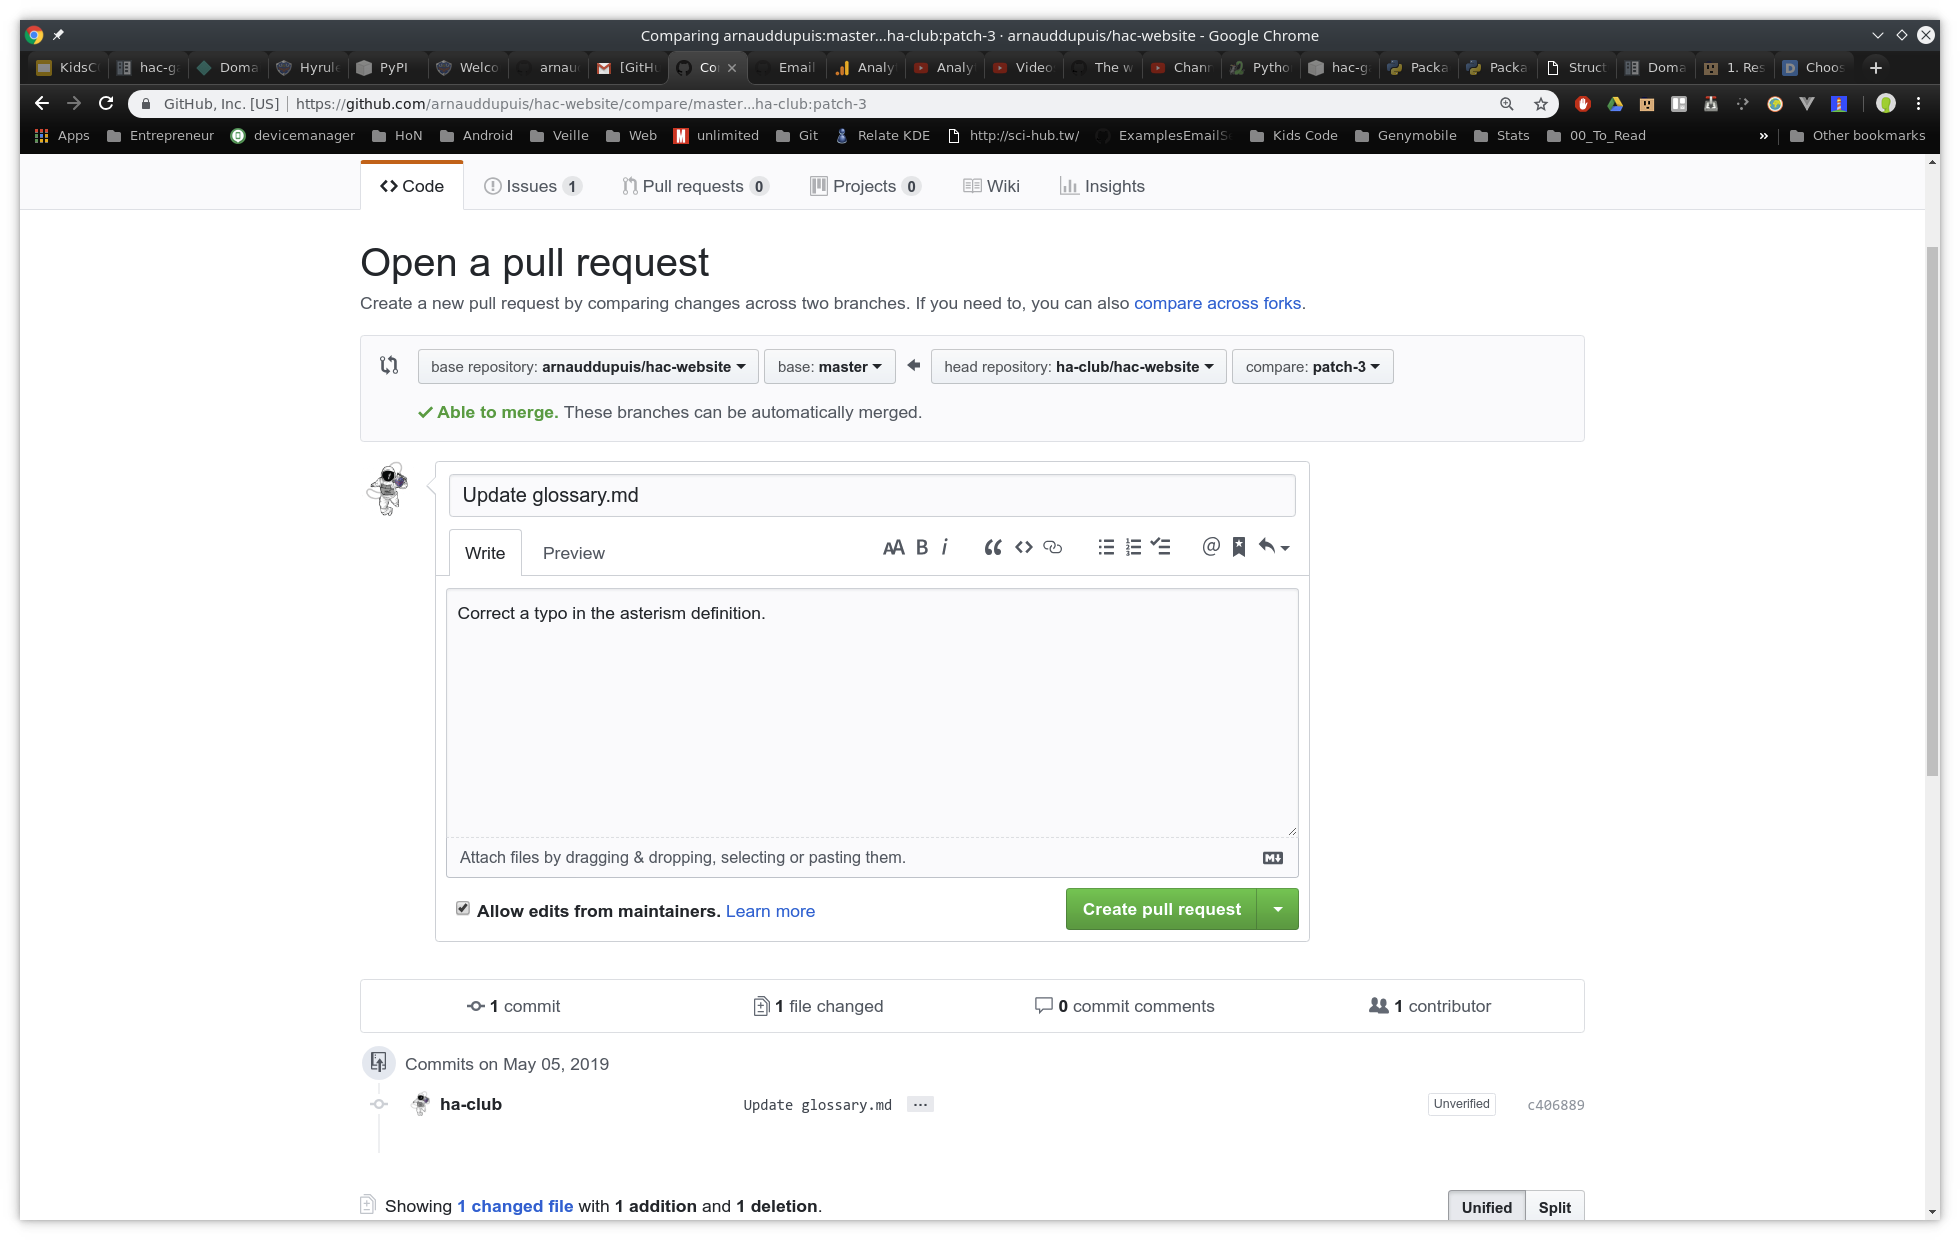 Comparing arnauddupuis:master...ha-club:patch-3 · arnauddupuis/hac-website - Google Chrome
KidsC hac-g Doma Hyrule PyPI Welco arnau [GitHu Co Email Analy Analy Video The w Chann Pytho hac-g Packa Packa Struct Doma 1. Res Choos
GitHub, Inc. [US] https://github.com/arnauddupuis/hac-website/compare/master...ha-club:patch-3
Apps Entrepreneur devicemanager HoN Android Veille Web unlimited Git Relate KDE http://sci-hub.tw/ ExamplesEmailS Kids Code Genymobile Stats 00_To_Read » Other bookmarks
Code Issues 1 Pull requests 0 Projects 0 Wiki Insights
Open a pull request
Create a new pull request by comparing changes across two branches. If you need to, you can also compare across forks.
base repository: arnauddupuis/hac-website base: master head repository: ha-club/hac-website compare: patch-3
Able to merge. These branches can be automatically merged.
Update glossary.md
Write Preview AA B i @
Correct a typo in the asterism definition.
Attach files by dragging & dropping, selecting or pasting them.
Allow edits from maintainers. Learn more Create pull request
1 commit 1 file changed 0 commit comments 1 contributor
Commits on May 05, 2019
ha-club Update glossary.md ... Unverified c406889
Showing 1 changed file with 1 addition and 1 deletion. Unified Split